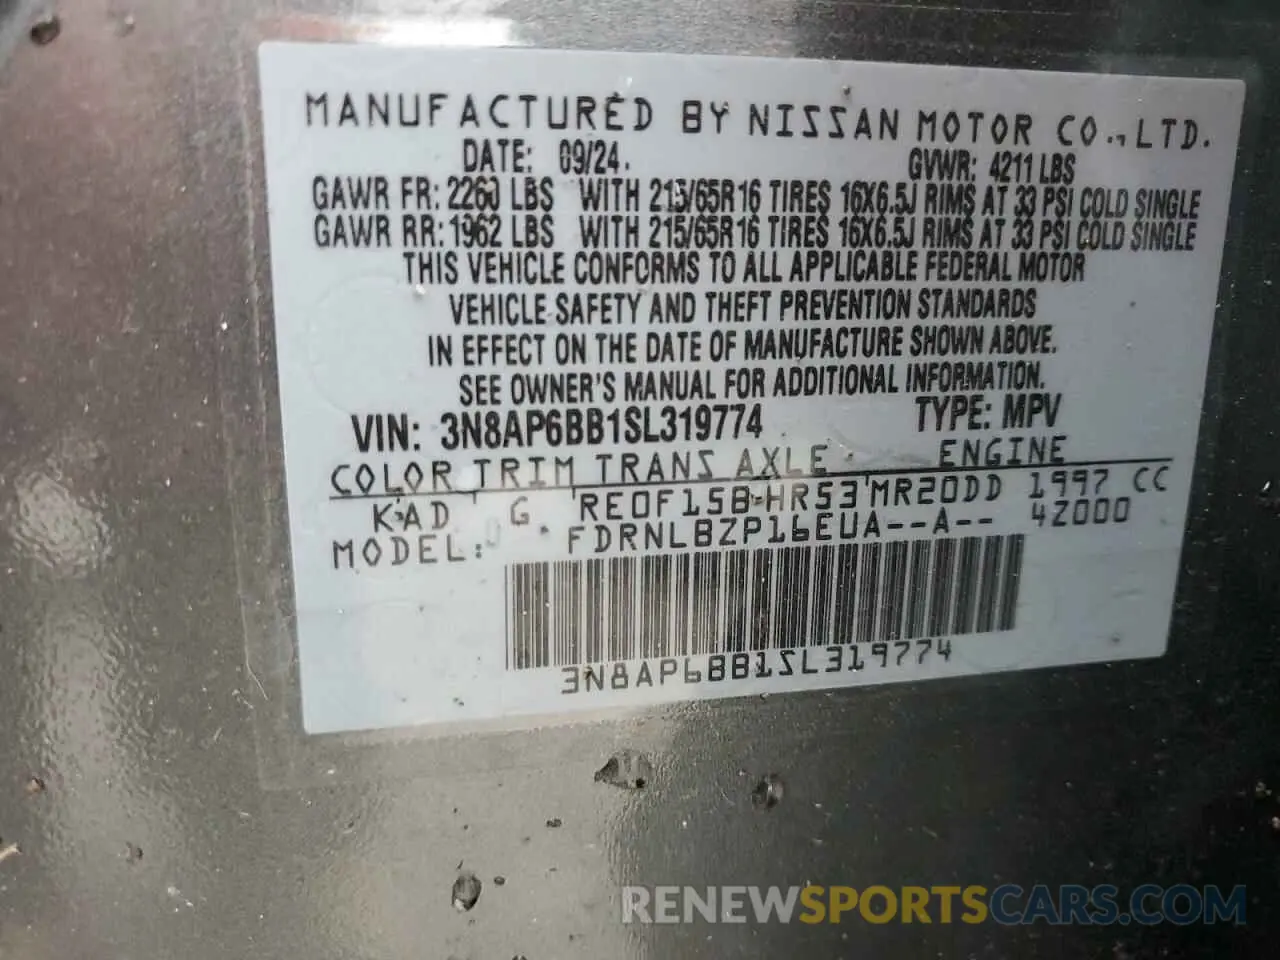 MANUFACTURED BY NISSAN MOTOR CO., LTD.
DATE: 09/24. GVWR: 4211 LBS
GAWR FR: 2260 LBS WITH 215/65R16 TIRES 16X6.5J RIMS AT 33 PSI COLD SINGLE
GAWR RR: 1962 LBS WITH 215/65R16 TIRES 16X6.5J RIMS AT 33 PSI COLD SINGLE
THIS VEHICLE CONFORMS TO ALL APPLICABLE FEDERAL MOTOR
VEHICLE SAFETY AND THEFT PREVENTION STANDARDS
IN EFFECT ON THE DATE OF MANUFACTURE SHOWN ABOVE.
SEE OWNER'S MANUAL FOR ADDITIONAL INFORMATION.
VIN: 3N8AP6BB1SL319774 TYPE: MPV
COLOR TRIM TRANS AXLE ENGINE
KAD G RE0F15B-HR53 MR20DD 1997 CC
MODEL: FDRNLBZP16EUA--A-- 42000
3N8AP6BB1SL319774
RENEWSPORTSCARS.COM